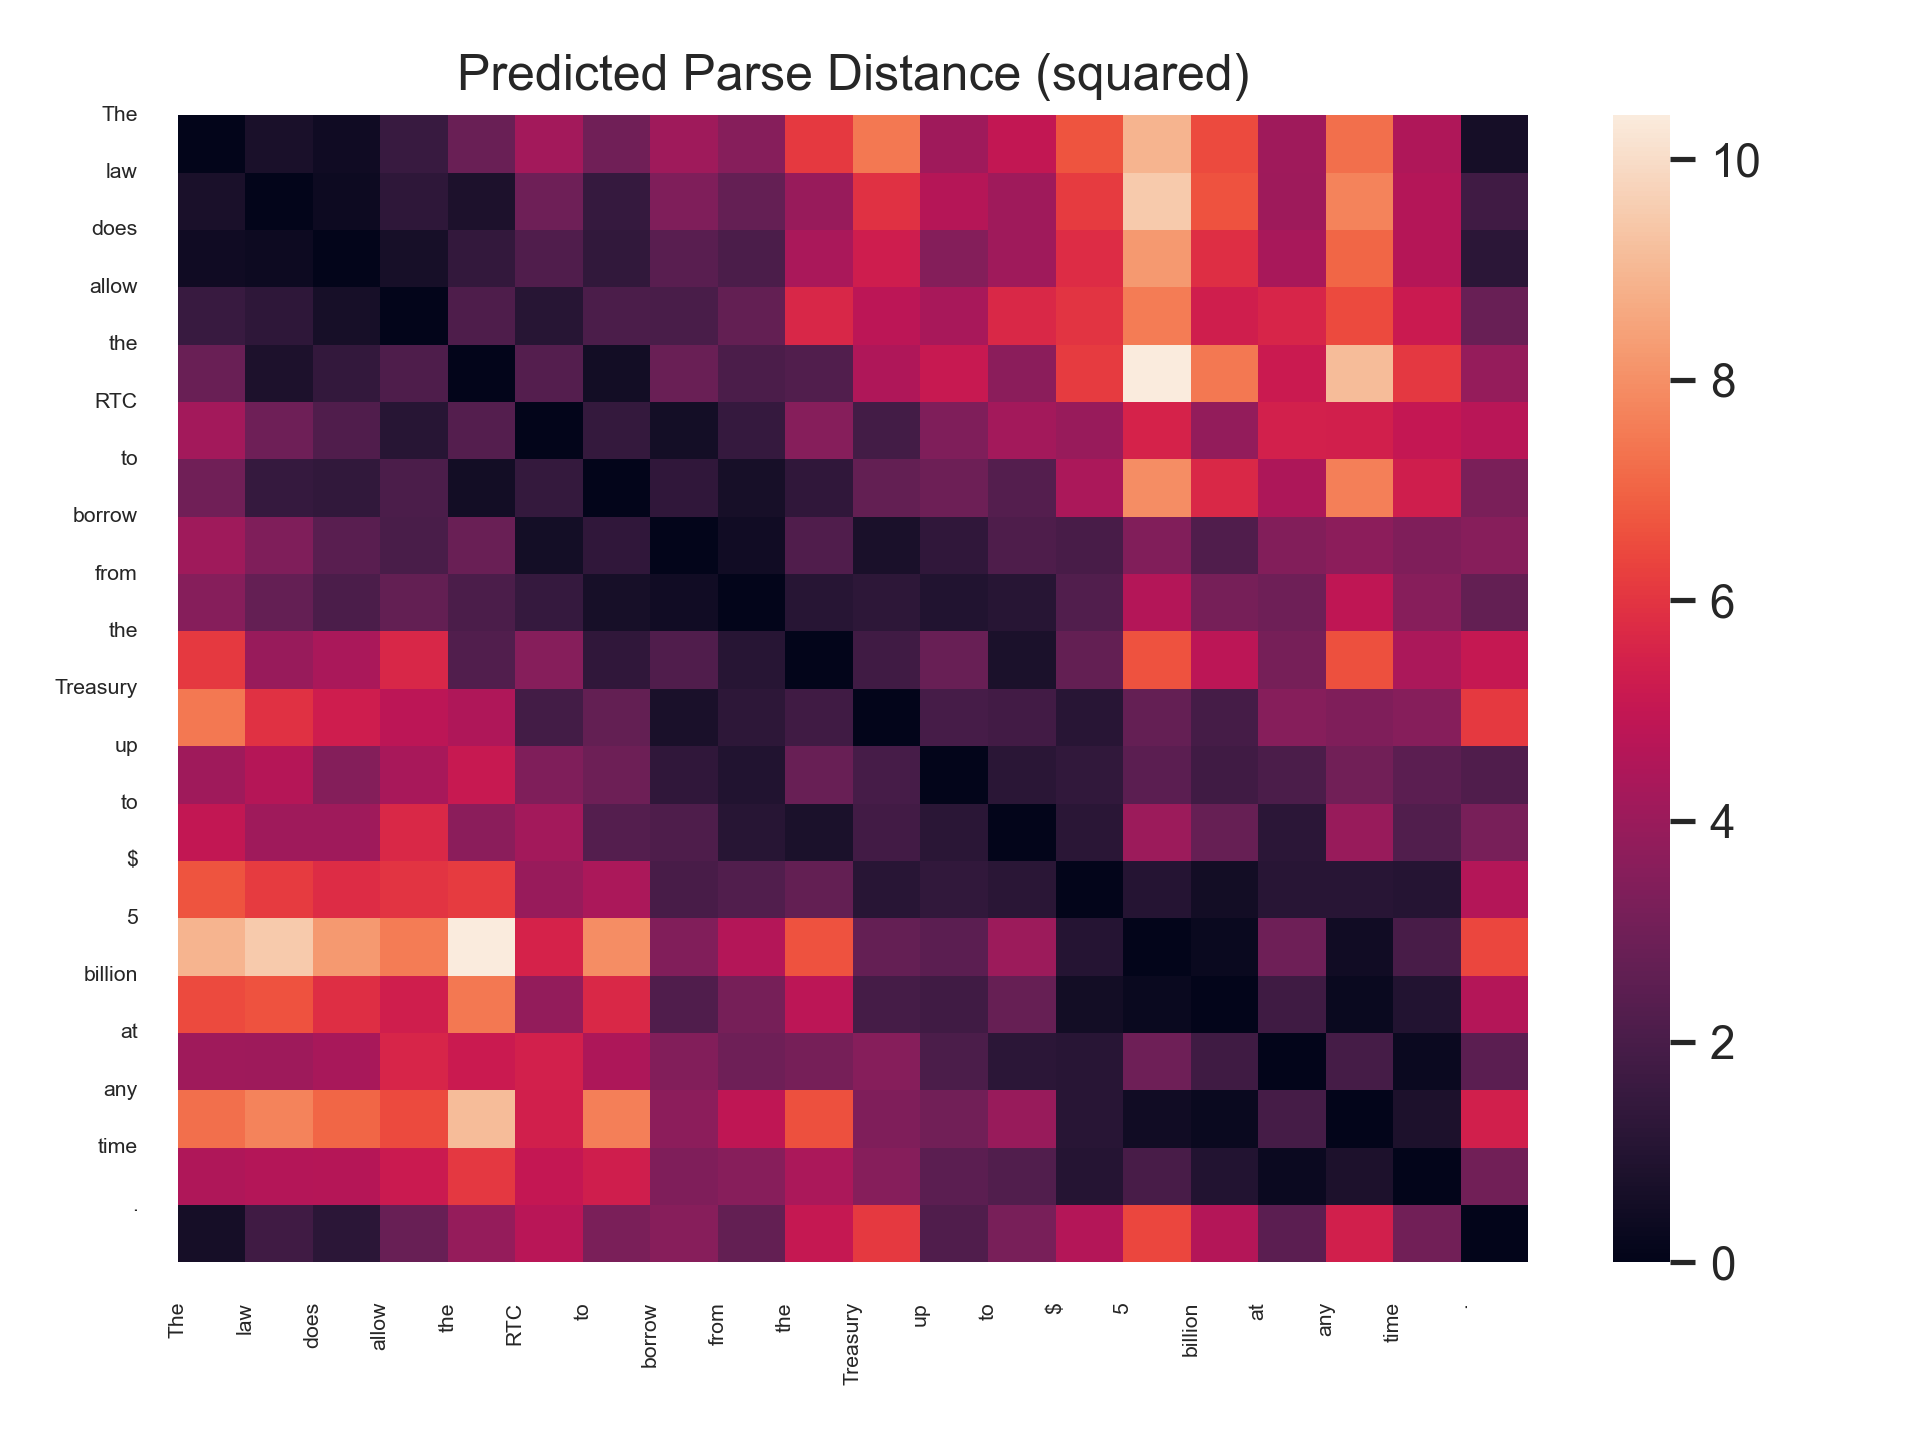 Predicted Parse Distance (squared)
The
law
does
allow
the
RTC
to
borrow
from
the
Treasury
up
to
$
5
billion
at
any
time
.
10
8
6
4
2
0
The law does allow the RTC to borrow from the Treasury up to $ 5 billion at any time .